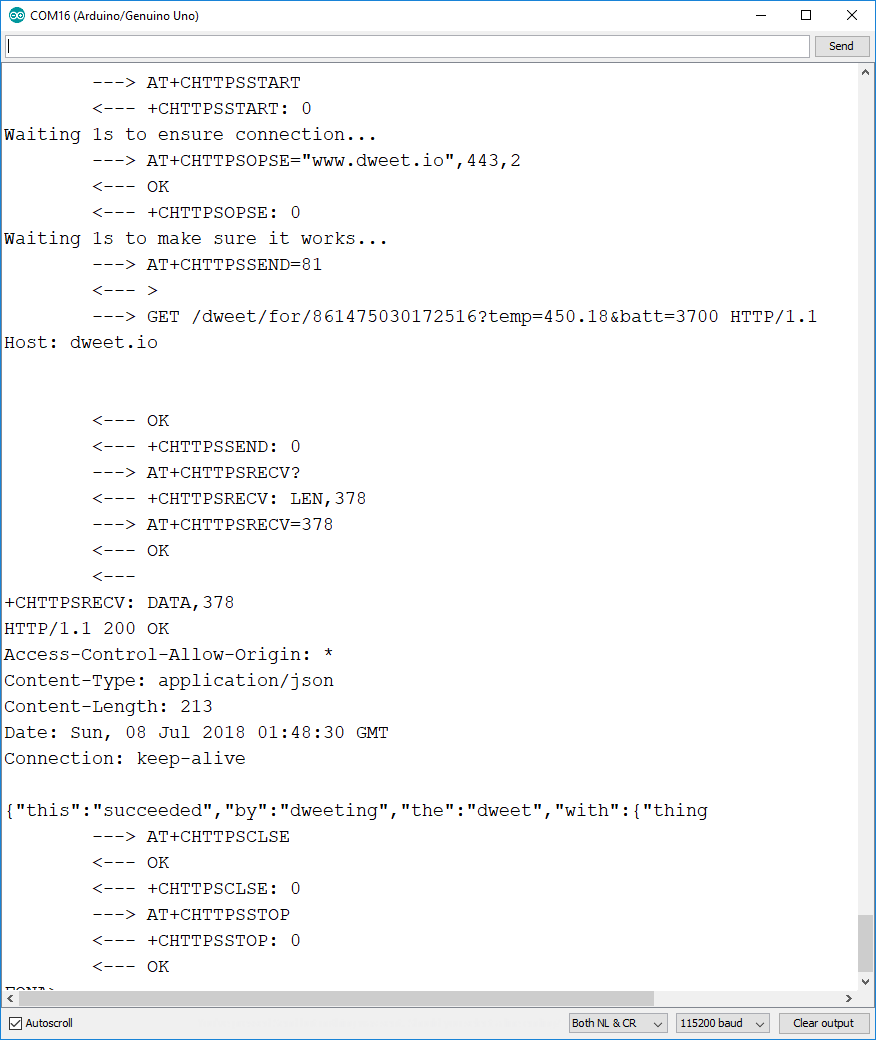 COM16 (Arduino/Genuino Uno)
Send
---> AT+CHTTPSSTART
<--- +CHTTPSSTART: 0
Waiting 1s to ensure connection...
---> AT+CHTTPSOPSE="www.dweet.io",443,2
<--- OK
<--- +CHTTPSOPSE: 0
Waiting 1s to make sure it works...
---> AT+CHTTPSSEND=81
<--- >
---> GET /dweet/for/861475030172516?temp=450.18&batt=3700 HTTP/1.1
Host: dweet.io
<--- OK
<--- +CHTTPSSEND: 0
---> AT+CHTTPSRECV?
<--- +CHTTPSRECV: LEN,378
---> AT+CHTTPSRECV=378
<--- OK
<---
+CHTTPSRECV: DATA,378
HTTP/1.1 200 OK
Access-Control-Allow-Origin: *
Content-Type: application/json
Content-Length: 213
Date: Sun, 08 Jul 2018 01:48:30 GMT
Connection: keep-alive
{"this":"succeeded","by":"dweeting","the":"dweet","with":{"thing
---> AT+CHTTPSCLSE
<--- OK
<--- +CHTTPSCLSE: 0
---> AT+CHTTPSSTOP
<--- +CHTTPSSTOP: 0
<--- OK
Autoscroll
Both NL & CR
115200 baud
Clear output